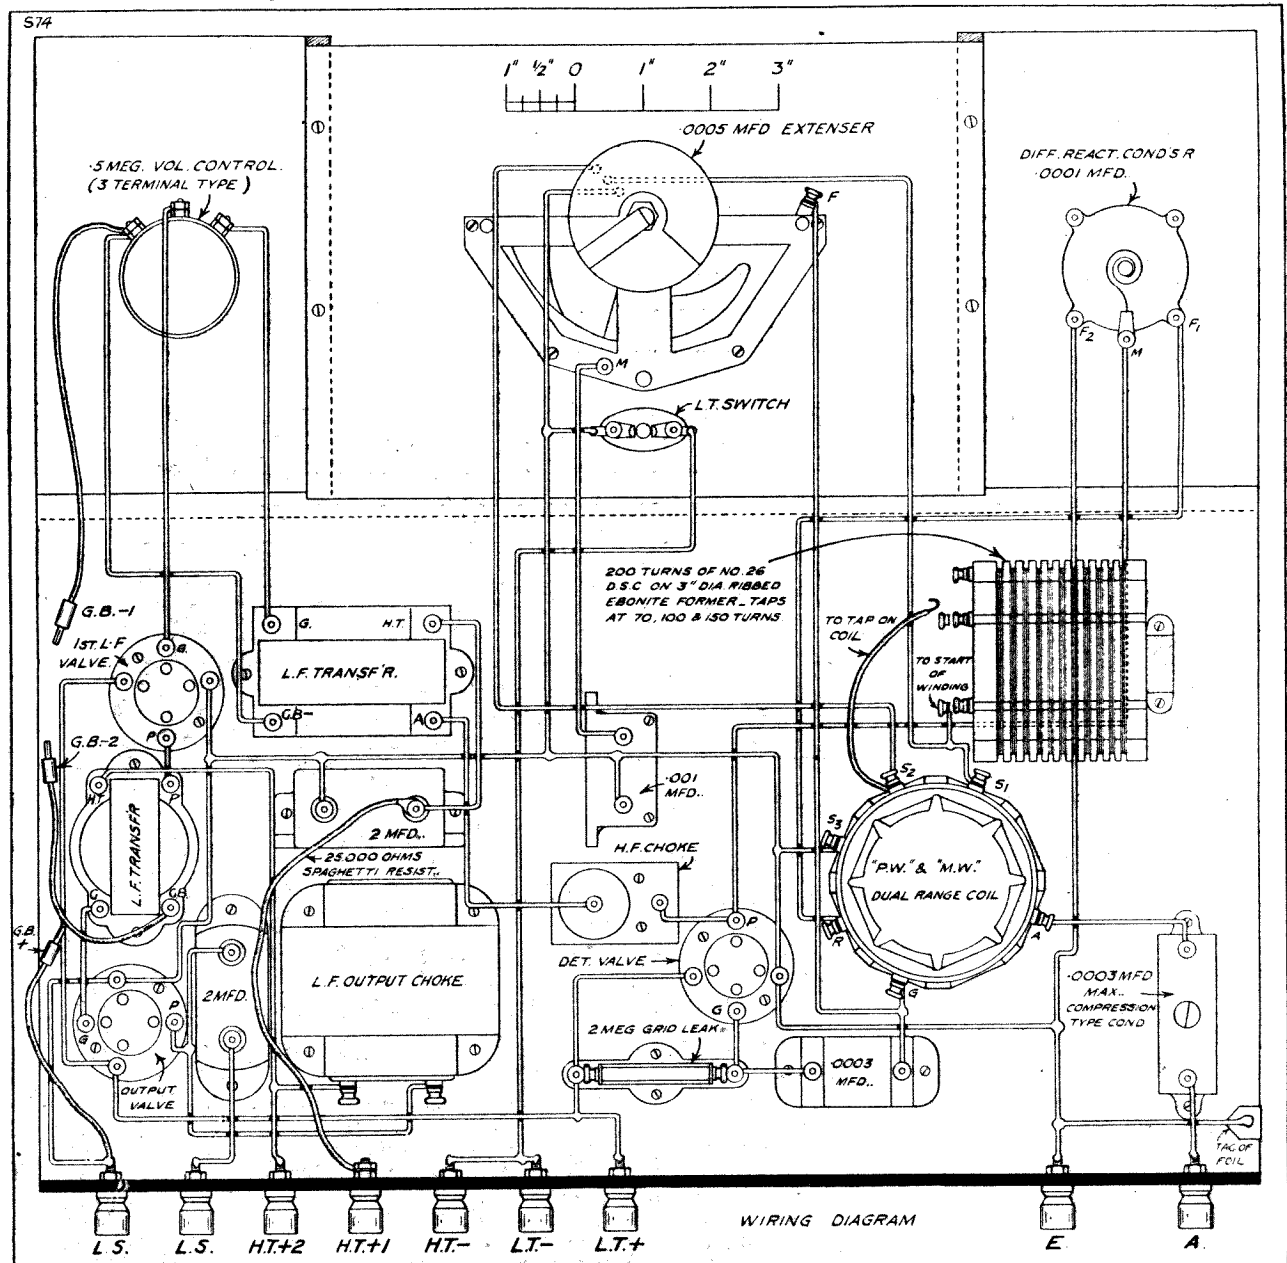 S74
1" ½" 0 1" 2" 3"
.0005 MFD EXTENSER
.5 MEG. VOL. CONTROL.
(3 TERMINAL TYPE)
DIFF. REACT. COND'S'R
.0001 MFD.
F
F2
M
F1
M
L.T. SWITCH
200 TURNS OF NO. 26
D.S.C ON 3" DIA. RIBBED
EBONITE FORMER - TAPS
AT 70, 100 & 150 TURNS
G.B.-1
1ST. L.F
VALVE.
G.
P
G.
H.T.
L.F. TRANSF'R.
G.B-
A
TO TAP ON
COIL
TO START
OF
WINDING
G.B.-2
HT
P
L.F. TRANSF'R
G
G.B.
G.B.
+
2 MFD.
25.000 OHMS
SPAGHETTI RESIST.
.001
MFD.
H.F. CHOKE
S2
S1
S3
"P.W." & "M.W."
DUAL RANGE COIL
R
A
G
DET. VALVE
P
G
L.F. OUTPUT CHOKE
2 MFD.
P
G
OUTPUT
VALVE
2 MEG GRID LEAK
.0003
MFD.
.0003 MFD
MAX.
COMPRESSION
TYPE COND
TAG OF
FOIL
WIRING DIAGRAM
L.S. L.S. H.T.+2 H.T.+1 H.T.- L.T.- L.T.+ E. A.